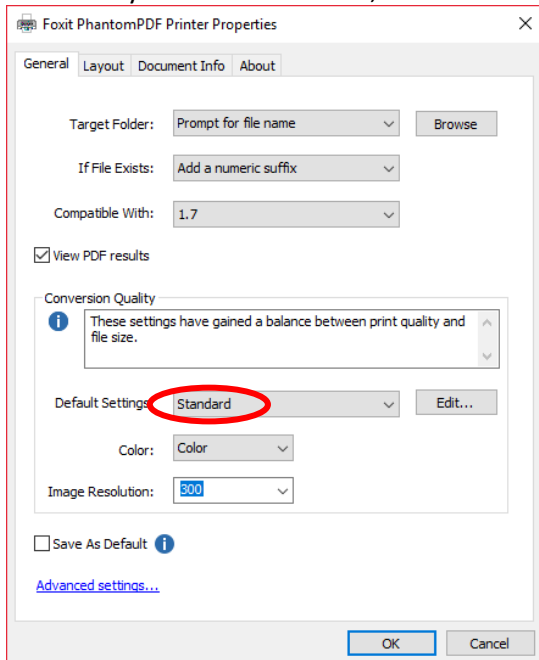 Foxit PhantomPDF Printer Properties
General Layout Document Info About
Target Folder: Prompt for file name Browse
If File Exists: Add a numeric suffix
Compatible With: 1.7
View PDF results
Conversion Quality
These settings have gained a balance between print quality and
file size.
Default Settings Standard Edit...
Color: Color
Image Resolution: 300
Save As Default
Advanced settings...
OK Cancel